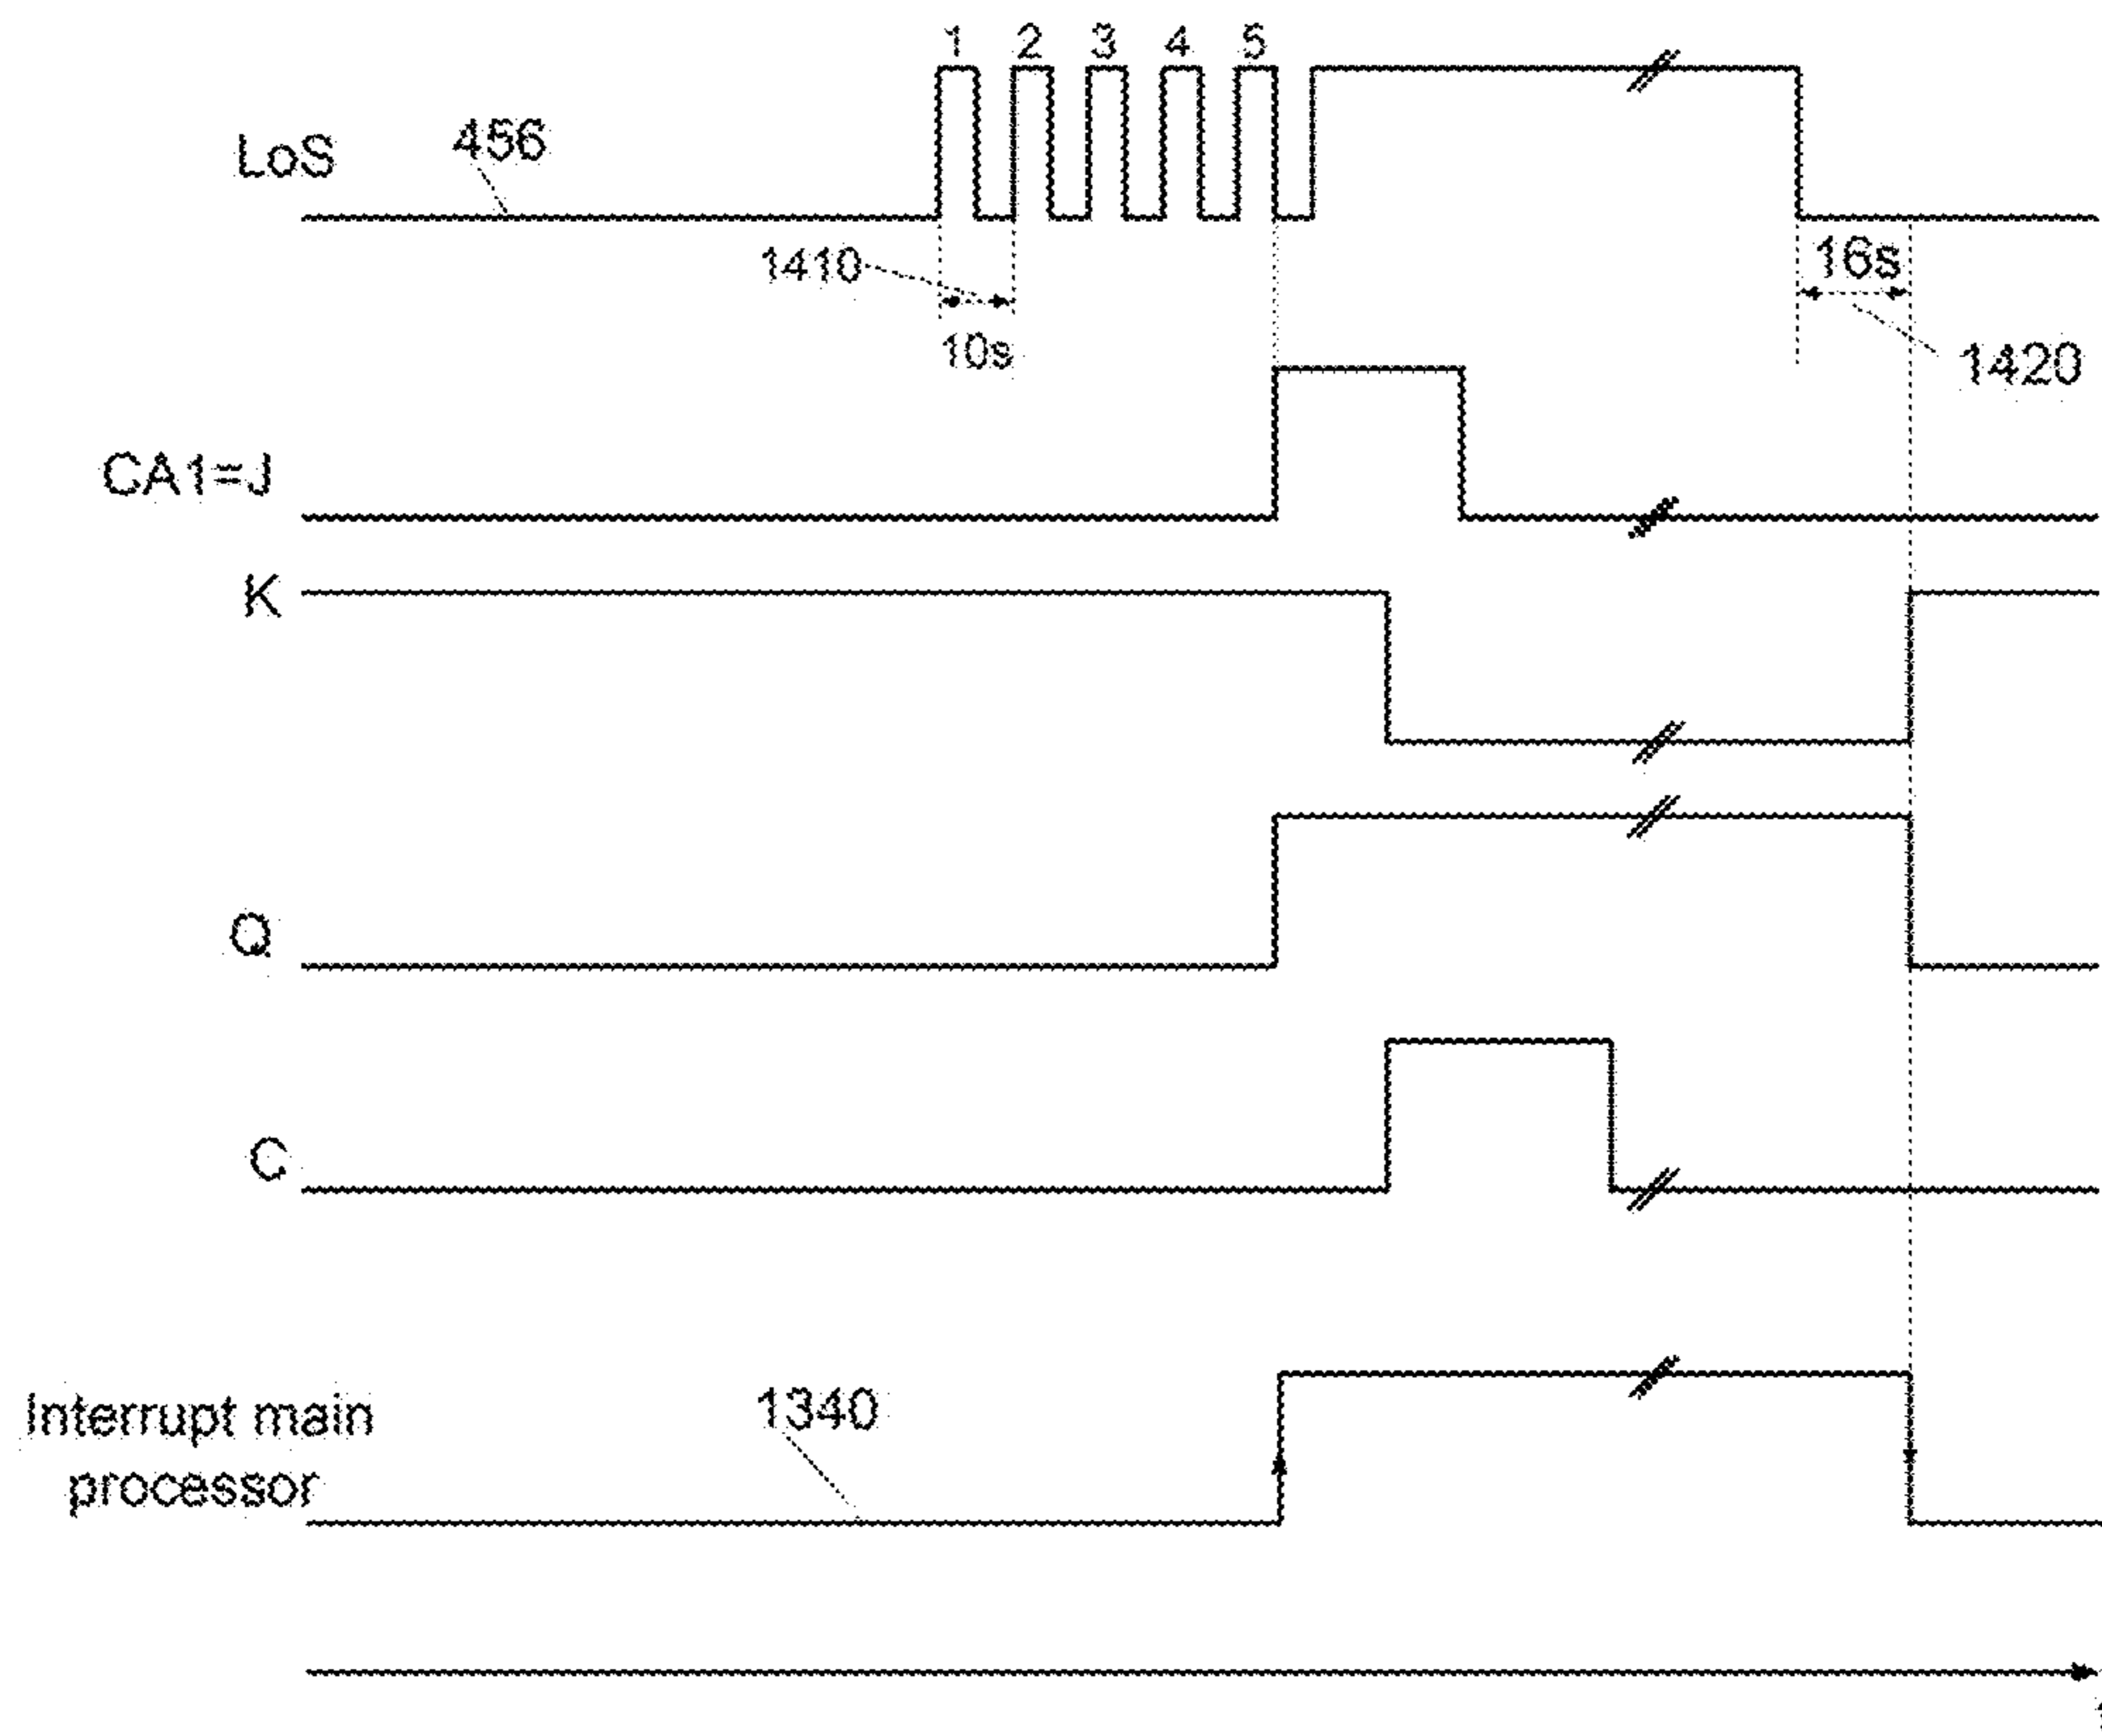 1 2 3 4 5
LoS
456
1410
10s
16s
1420
CA1=J
K
Q
C
Interrupt main
processor
1340